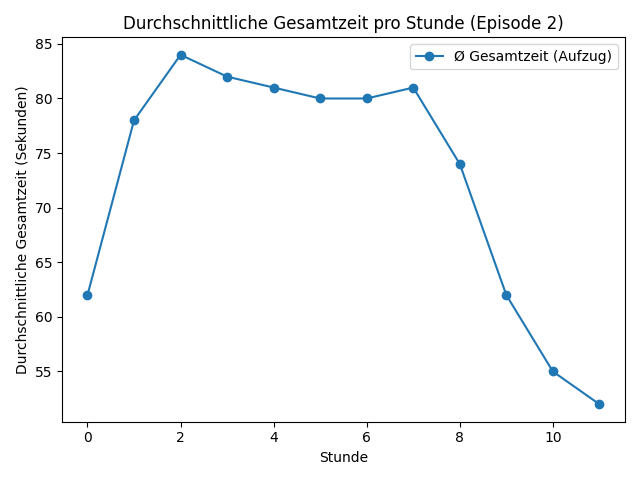 Durchschnittliche Gesamtzeit pro Stunde (Episode 2)
Ø Gesamtzeit (Aufzug)
Durchschnittliche Gesamtzeit (Sekunden)
85
80
75
70
65
60
55
0 2 4 6 8 10
Stunde